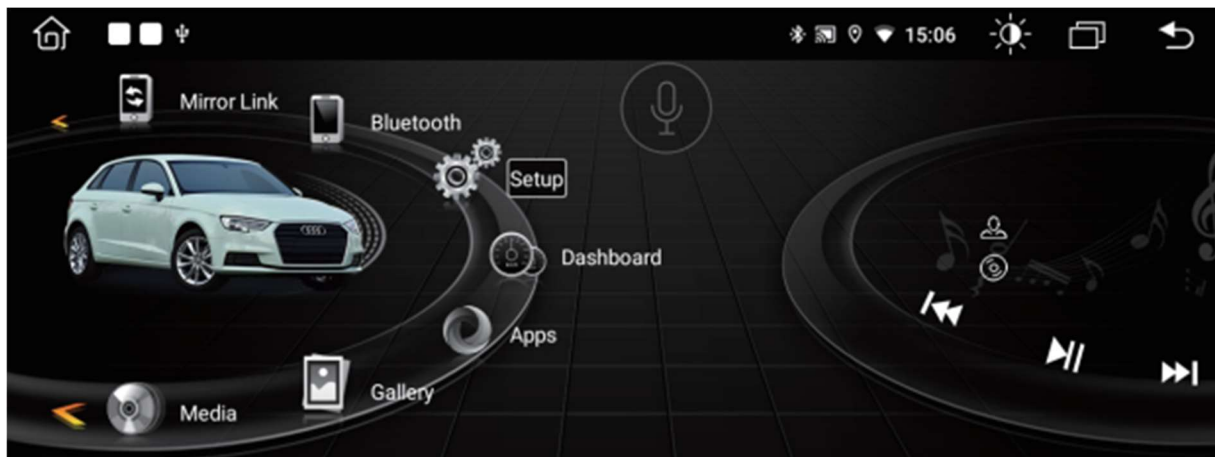 15:06
Mirror Link
Bluetooth
Setup
Dashboard
Apps
Gallery
Media